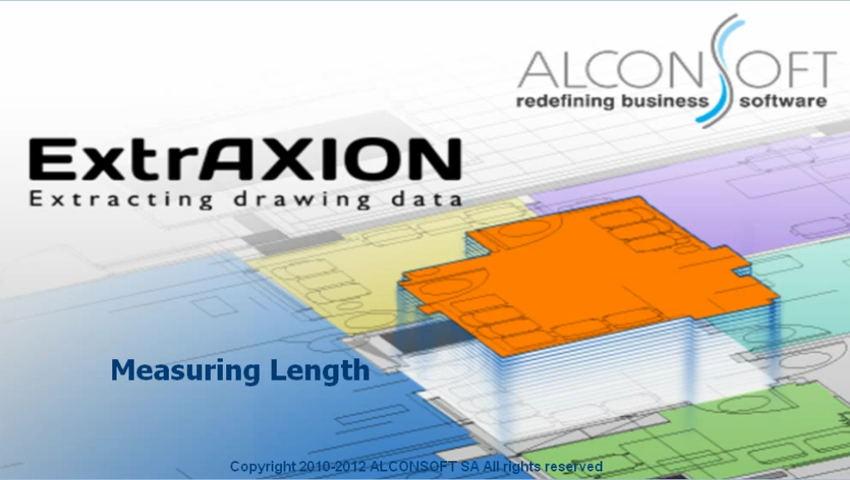 ALCONSOFT
redefining business software
ExtrAXION
Extracting drawing data
Measuring Length
Copyright 2010-2012 ALCONSOFT SA All rights reserved